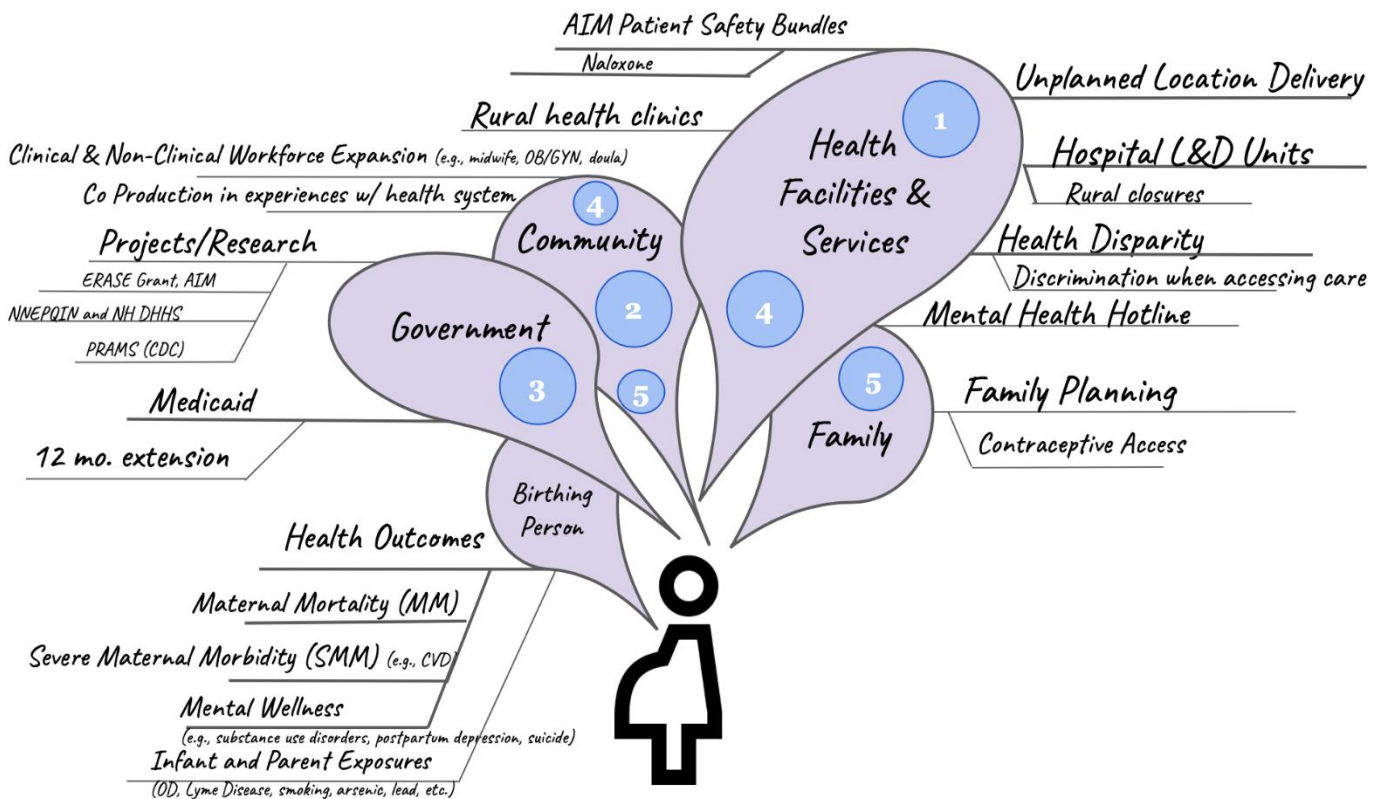 AIM Patient Safety Bundles
Naloxone
Rural health clinics
Clinical & Non-Clinical Workforce Expansion (e.g., midwife, OB/GYN, doula)
Co Production in experiences w/ health system
Projects/Research
ERASE Grant, AIM
NNEPQIN and NH DHHS
PRAMS (CDC)
Medicaid
12 mo. extension
Health Outcomes
Maternal Mortality (MM)
Severe Maternal Morbidity (SMM) (e.g., CVD)
Mental Wellness
(e.g., substance use disorders, postpartum depression, suicide)
Infant and Parent Exposures
(OD, Lyme Disease, smoking, arsenic, lead, etc.)
Birthing
Person
Government
3
4
Community
2
5
1
Health
Facilities &
Services
4
5
Family
Unplanned Location Delivery
Hospital L&D Units
Rural closures
Health Disparity
Discrimination when accessing care
Mental Health Hotline
Family Planning
Contraceptive Access